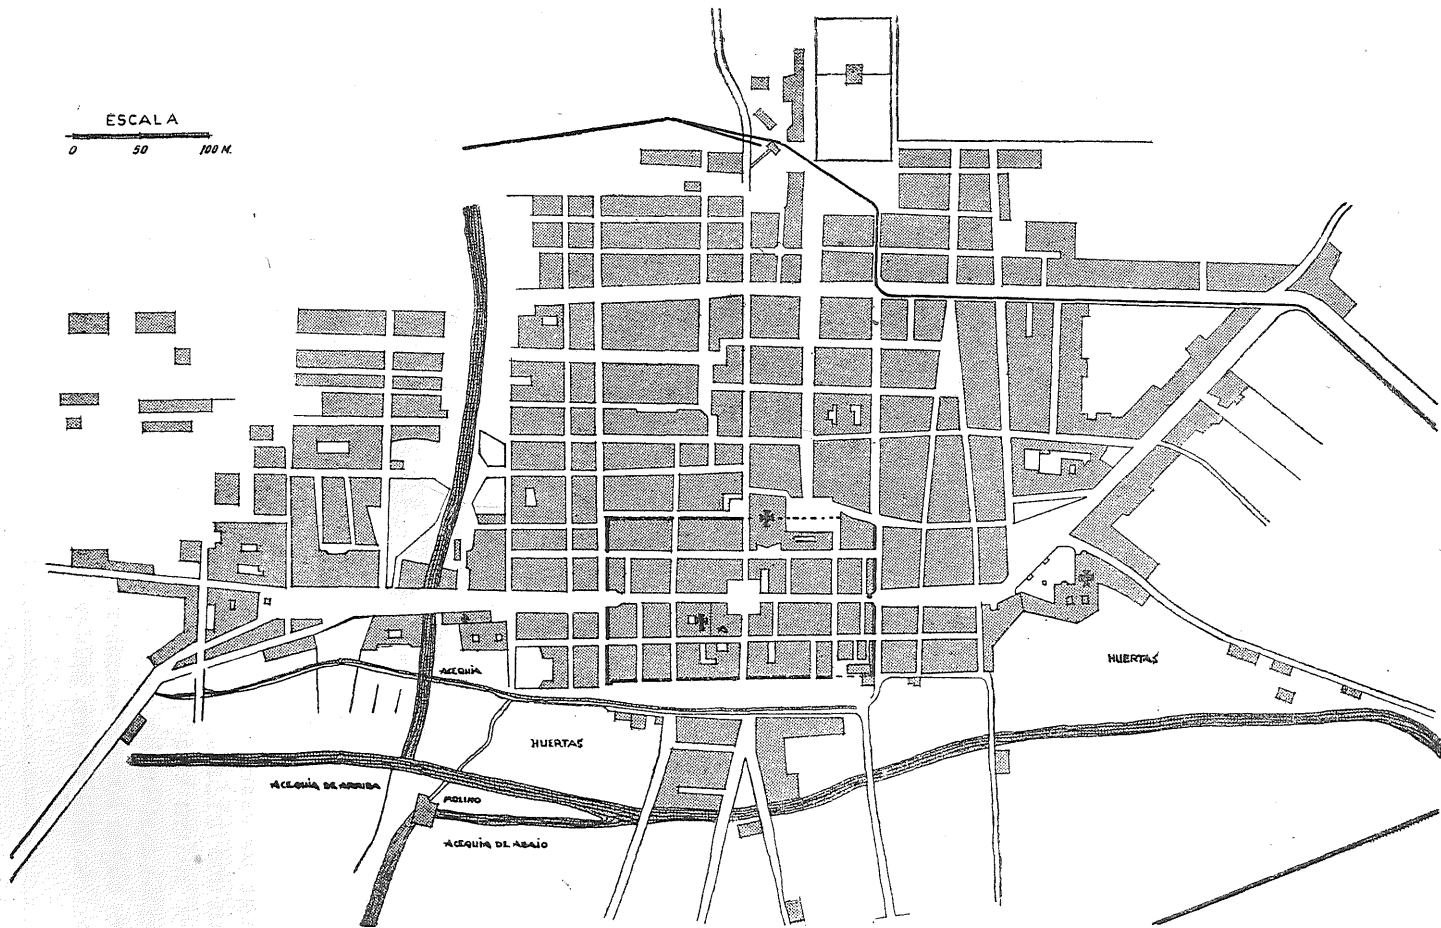 ESCALA
0 50 100 M.
ACEQUIA
HUERTAS
HUERTAS
ACEQUIA DE ARRIBA
MOLINO
ACEQUIA DE ABAJO